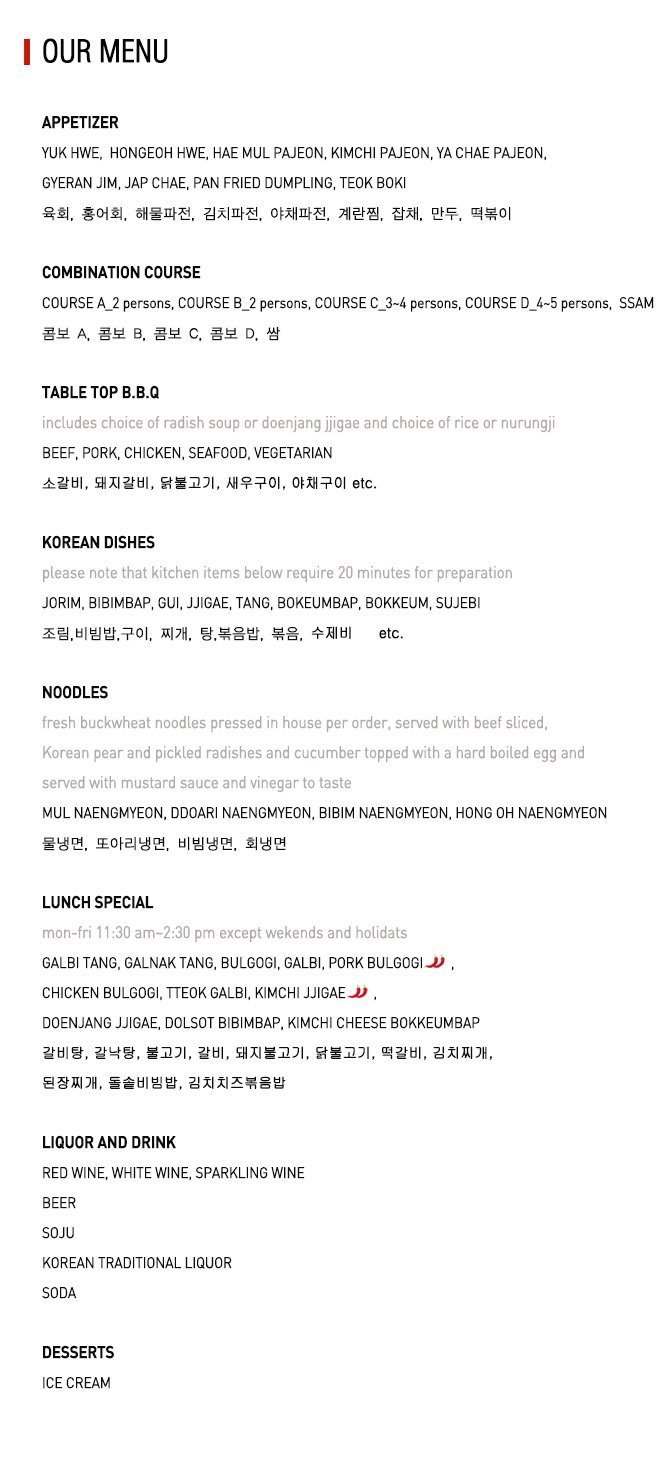 OUR MENU
APPETIZER
YUK HWE, HONGEOH HWE, HAE MUL PAJEON, KIMCHI PAJEON, YA CHAE PAJEON,
GYERAN JIM, JAP CHAE, PAN FRIED DUMPLING, TEOK BOKI
육회, 홍어회, 해물파전, 김치파전, 야채파전, 계란찜, 잡채, 만두, 떡볶이
COMBINATION COURSE
COURSE A_2 persons, COURSE B_2 persons, COURSE C_3~4 persons, COURSE D_4~5 persons, SSAM
콤보 A, 콤보 B, 콤보 C, 콤보 D, 쌈
TABLE TOP B.B.Q
includes choice of radish soup or doenjang jjigae and choice of rice or nurungji
BEEF, PORK, CHICKEN, SEAFOOD, VEGETARIAN
소갈비, 돼지갈비, 닭불고기, 새우구이, 야채구이 etc.
KOREAN DISHES
please note that kitchen items below require 20 minutes for preparation
JORIM, BIBIMBAP, GUI, JJIGAE, TANG, BOKEUMBAP, BOKKEUM, SUJEBI
조림,비빔밥,구이, 찌개, 탕,볶음밥, 볶음, 수제비 etc.
NOODLES
fresh buckwheat noodles pressed in house per order, served with beef sliced,
Korean pear and pickled radishes and cucumber topped with a hard boiled egg and
served with mustard sauce and vinegar to taste
MUL NAENGMYEON, DDOARI NAENGMYEON, BIBIM NAENGMYEON, HONG OH NAENGMYEON
물냉면, 또아리냉면, 비빔냉면, 회냉면
LUNCH SPECIAL
mon-fri 11:30 am~2:30 pm except wekends and holidats
GALBI TANG, GALNAK TANG, BULGOGI, GALBI, PORK BULGOGI ,
CHICKEN BULGOGI, TTEOK GALBI, KIMCHI JJIGAE ,
DOENJANG JJIGAE, DOLSOT BIBIMBAP, KIMCHI CHEESE BOKKEUMBAP
갈비탕, 갈낙탕, 불고기, 갈비, 돼지불고기, 닭불고기, 떡갈비, 김치찌개,
된장찌개, 돌솥비빔밥, 김치치즈볶음밥
LIQUOR AND DRINK
RED WINE, WHITE WINE, SPARKLING WINE
BEER
SOJU
KOREAN TRADITIONAL LIQUOR
SODA
DESSERTS
ICE CREAM